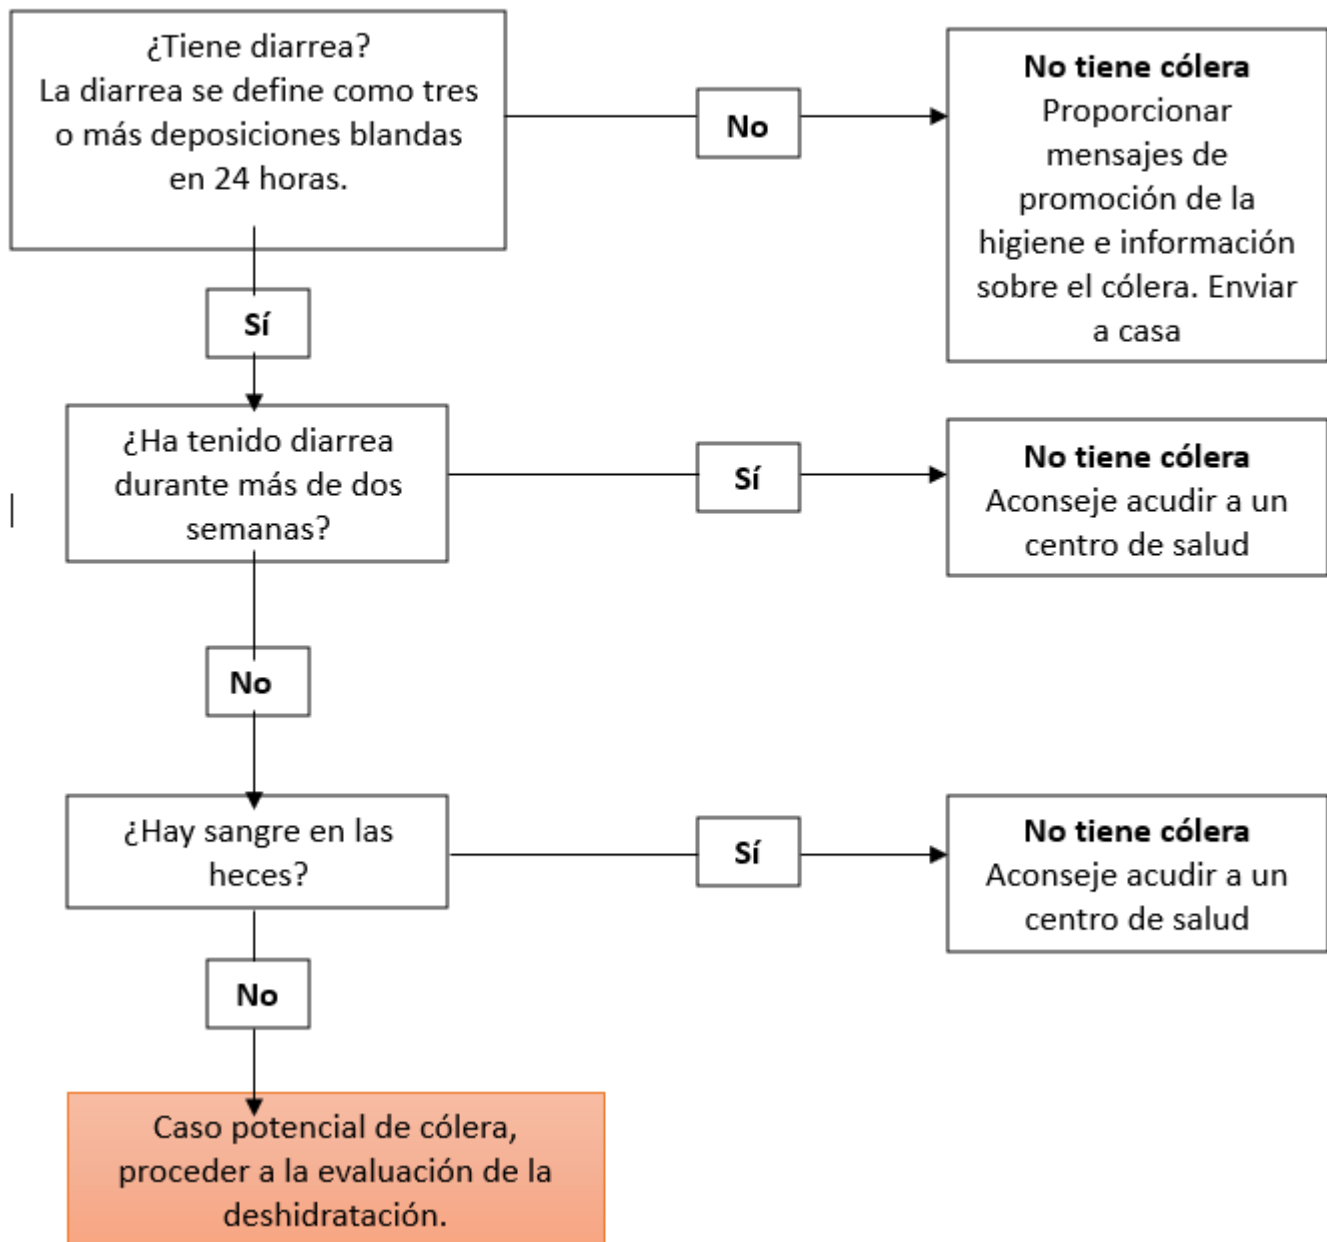 ¿Tiene diarrea?
La diarrea se define como tres
o más deposiciones blandas
en 24 horas.
No
No tiene cólera
Proporcionar
mensajes de
promoción de la
higiene e información
sobre el cólera. Enviar
a casa
Sí
¿Ha tenido diarrea
durante más de dos
semanas?
Sí
No tiene cólera
Aconseje acudir a un
centro de salud
No
¿Hay sangre en las
heces?
Sí
No tiene cólera
Aconseje acudir a un
centro de salud
No
Caso potencial de cólera,
proceder a la evaluación de la
deshidratación.